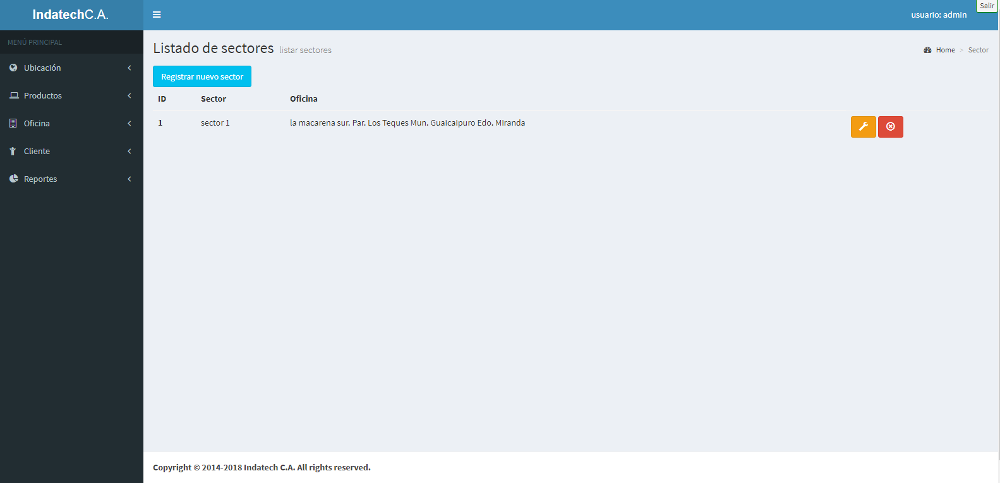 IndatechC.A.
usuario: admin
Salir
MENÚ PRINCIPAL
Ubicación
Productos
Oficina
Cliente
Reportes
Listado de sectores listar sectores
Home > Sector
Registrar nuevo sector
ID Sector Oficina
1 sector 1 la macarena sur. Par. Los Teques Mun. Guaicaipuro Edo. Miranda
Copyright © 2014-2018 Indatech C.A. All rights reserved.